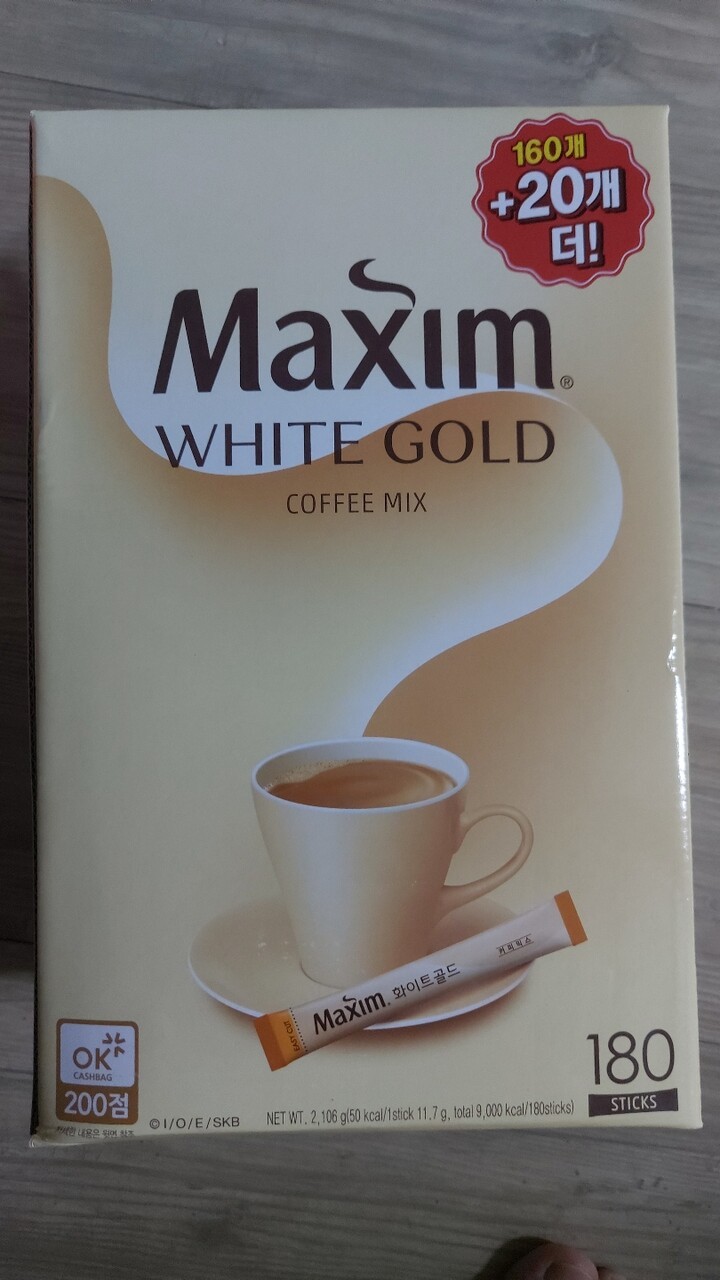 160개
+20개
더!
Maxim®
WHITE GOLD
COFFEE MIX
EASY CUT
Maxim. 화이트골드
커피믹스
OK
CASHBAG
200점
©I/O/E/SKB
NET WT. 2,106 g(50 kcal/1stick 11.7 g, total 9,000 kcal/180sticks)
180
STICKS